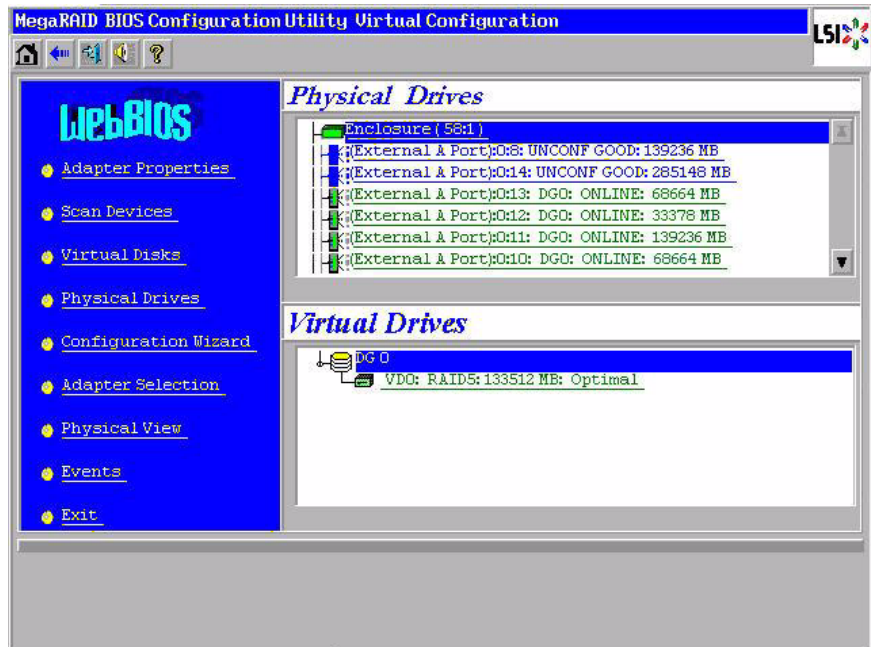 MegaRAID BIOS Configuration Utility Virtual Configuration
LSI
?
WebBIOS
Adapter Properties
Scan Devices
Virtual Disks
Physical Drives
Configuration Wizard
Adapter Selection
Physical View
Events
Exit
Physical Drives
Enclosure (58:1)
(External A Port):0:8: UNCONF GOOD: 139236 MB
(External A Port):0:14: UNCONF GOOD: 285148 MB
(External A Port):0:13: DG0: ONLINE: 68664 MB
(External A Port):0:12: DG0: ONLINE: 33378 MB
(External A Port):0:11: DG0: ONLINE: 139236 MB
(External A Port):0:10: DG0: ONLINE: 68664 MB
Virtual Drives
DG 0
VD0: RAID5: 133512 MB: Optimal